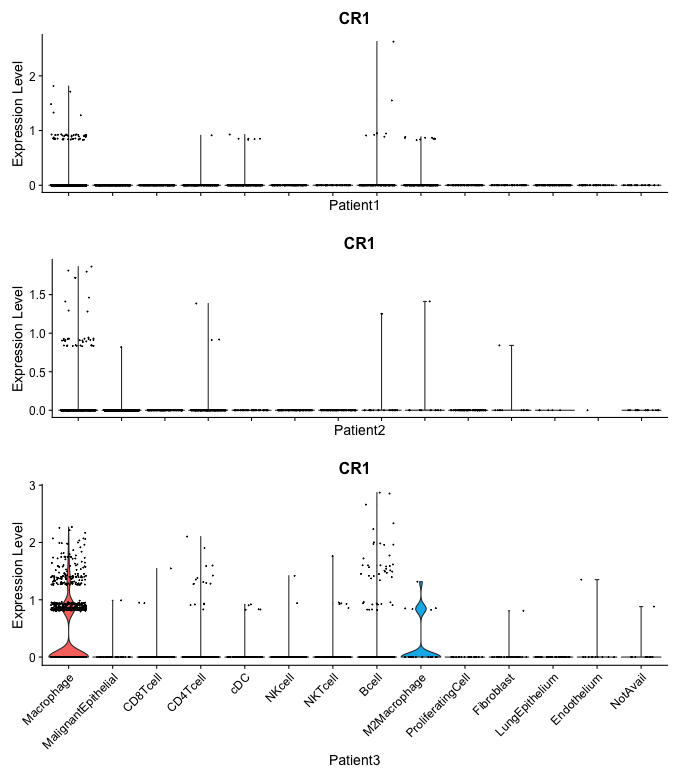 CR1
Expression Level
2
1
0
Patient1
CR1
Expression Level
1.5
1.0
0.5
0.0
Patient2
CR1
Expression Level
3
2
1
0
Macrophage
MalignantEpithelial
CD8Tcell
CD4Tcell
cDC
NKcell
NKTcell
Bcell
M2Macrophage
ProliferatingCell
Fibroblast
LungEpithelium
Endothelium
NotAvail
Patient3